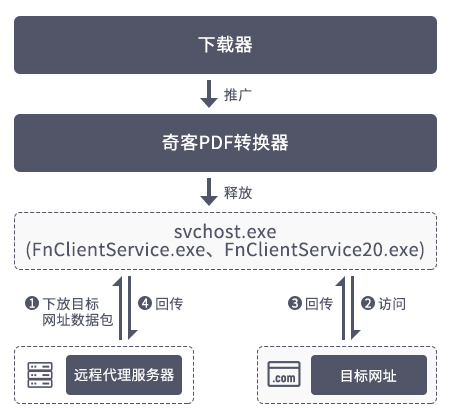 下载器
推广
奇客PDF转换器
释放
svchost.exe
(FnClientService.exe、FnClientService20.exe)
❶ 下放目标
网址数据包
❹ 回传
❸ 回传
❷ 访问
远程代理服务器
.com
目标网址